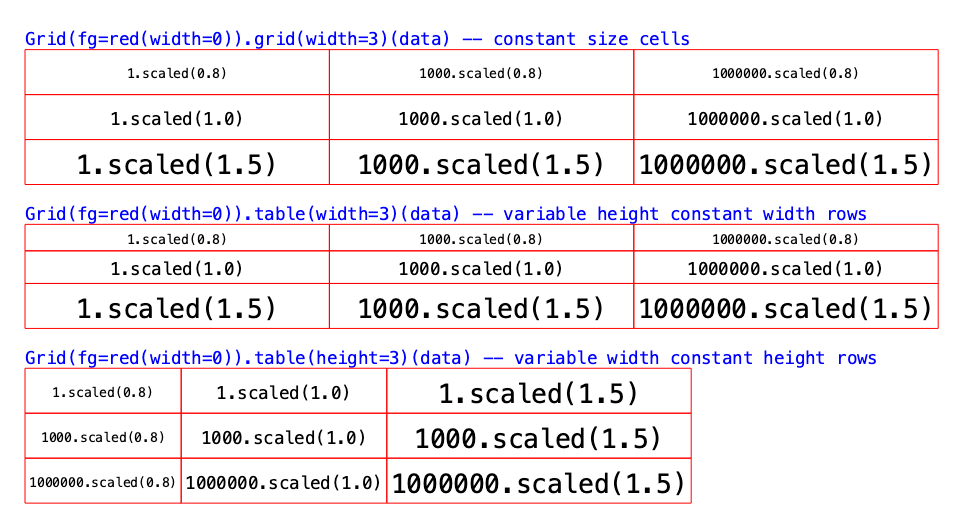 Grid(fg=red(width=0)).grid(width=3)(data) -- constant size cells
1.scaled(0.8) 1000.scaled(0.8) 1000000.scaled(0.8)
1.scaled(1.0) 1000.scaled(1.0) 1000000.scaled(1.0)
1.scaled(1.5) 1000.scaled(1.5) 1000000.scaled(1.5)
Grid(fg=red(width=0)).table(width=3)(data) -- variable height constant width rows
1.scaled(0.8) 1000.scaled(0.8) 1000000.scaled(0.8)
1.scaled(1.0) 1000.scaled(1.0) 1000000.scaled(1.0)
1.scaled(1.5) 1000.scaled(1.5) 1000000.scaled(1.5)
Grid(fg=red(width=0)).table(height=3)(data) -- variable width constant height rows
1.scaled(0.8) 1.scaled(1.0) 1.scaled(1.5)
1000.scaled(0.8) 1000.scaled(1.0) 1000.scaled(1.5)
1000000.scaled(0.8) 1000000.scaled(1.0) 1000000.scaled(1.5)